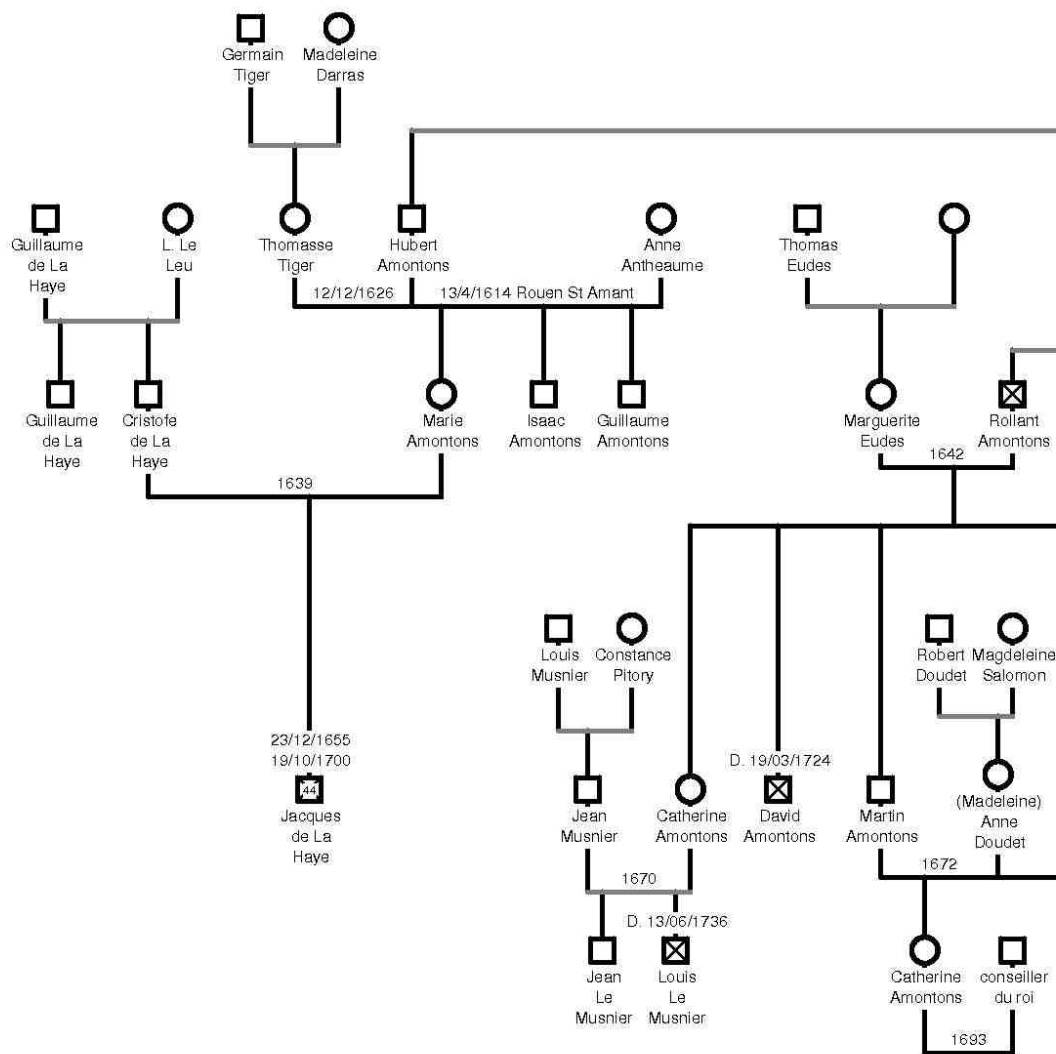 Germain
Tiger
Madeleine
Darras
Guillaume
de La
Haye
L. Le
Leu
Thomasse
Tiger
Hubert
Amontons
Anne
Antheaume
Thomas
Eudes
12/12/1626
13/4/1614 Rouen St Amant
Guillaume
de La
Haye
Cristofe
de La
Haye
Marie
Amontons
Isaac
Amontons
Guillaume
Amontons
Marguerite
Eudes
Rollant
Amontons
1642
1639
Louis
Musnier
Constance
Pitory
Robert
Doudet
Magdeleine
Salomon
23/12/1655
19/10/1700
44
Jacques
de La
Haye
D. 19/03/1724
Jean
Musnier
Catherine
Amontons
David
Amontons
Martin
Amontons
(Madeleine)
Anne
Doudet
1670
1672
D. 13/06/1736
Jean
Le
Musnier
Louis
Le
Musnier
Catherine
Amontons
conseiller
du roi
1693